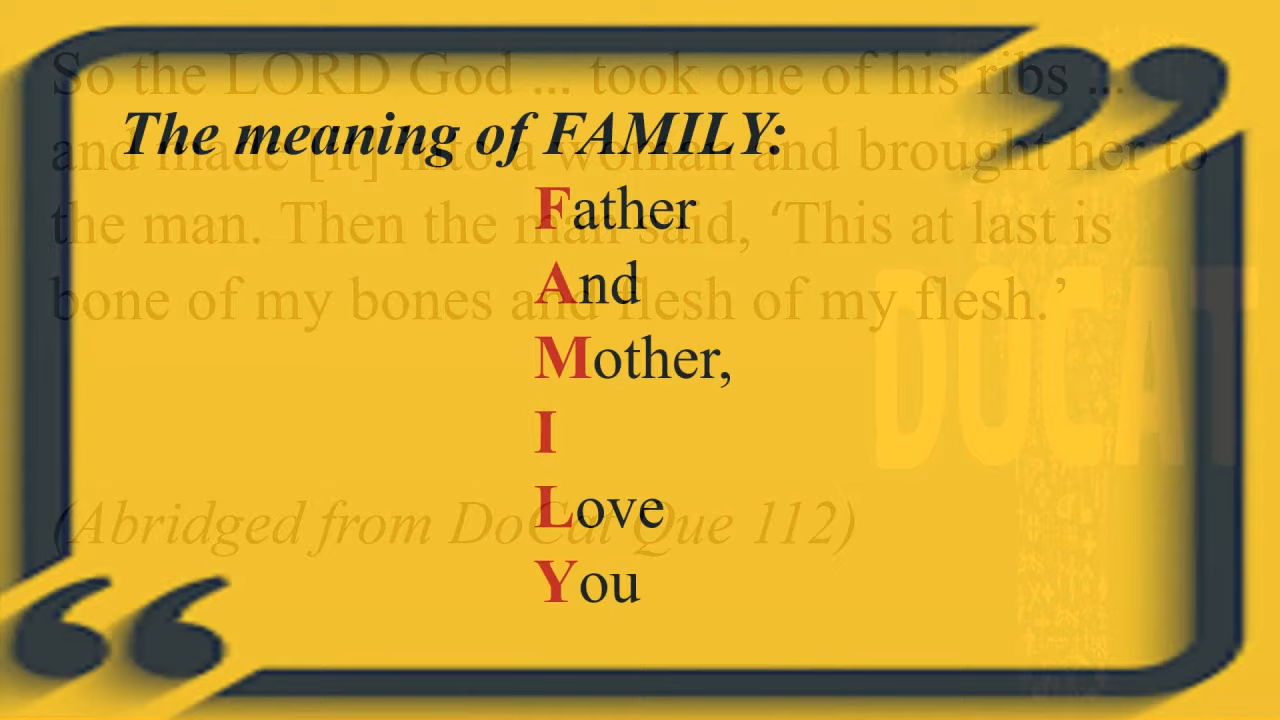 So the LORD God ... took one of his ribs ...
and made [it] into a woman and brought her to
the man. Then the man said, ‘This at last is
bone of my bones and flesh of my flesh.’
(Abridged from DoCat Que 112)
The meaning of FAMILY:
Father
And
Mother,
I
Love
You
DOCAT